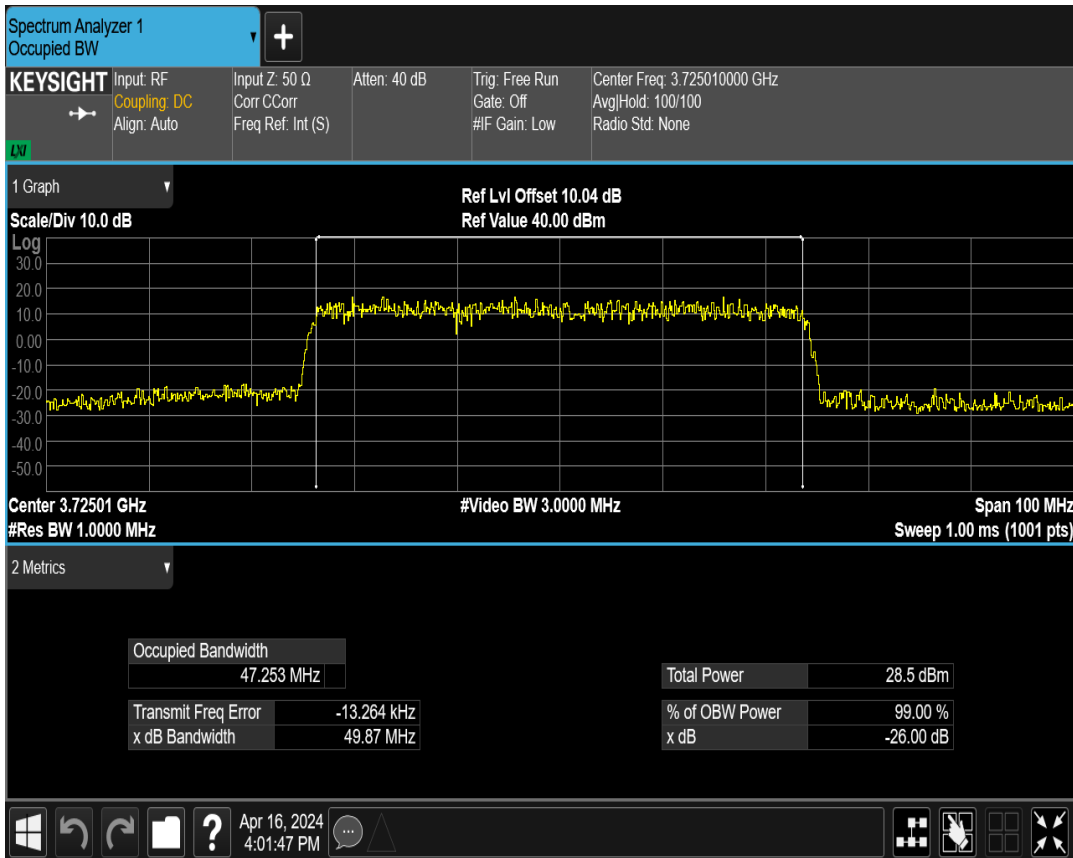 Spectrum Analyzer 1
Occupied BW
KEYSIGHT
LXI
Input: RF
Coupling: DC
Align: Auto
Input Z: 50 Ω
Corr CCorr
Freq Ref: Int (S)
Atten: 40 dB
Trig: Free Run
Gate: Off
#IF Gain: Low
Center Freq: 3.725010000 GHz
Avg|Hold: 100/100
Radio Std: None
1 Graph
Scale/Div 10.0 dB
Ref Lvl Offset 10.04 dB
Ref Value 40.00 dBm
Log
30.0
20.0
10.0
0.00
-10.0
-20.0
-30.0
-40.0
-50.0
Center 3.72501 GHz
#Res BW 1.0000 MHz
#Video BW 3.0000 MHz
Span 100 MHz
Sweep 1.00 ms (1001 pts)
2 Metrics
Occupied Bandwidth
47.253 MHz
Transmit Freq Error -13.264 kHz
x dB Bandwidth 49.87 MHz
Total Power 28.5 dBm
% of OBW Power 99.00 %
x dB -26.00 dB
?
Apr 16, 2024
4:01:47 PM